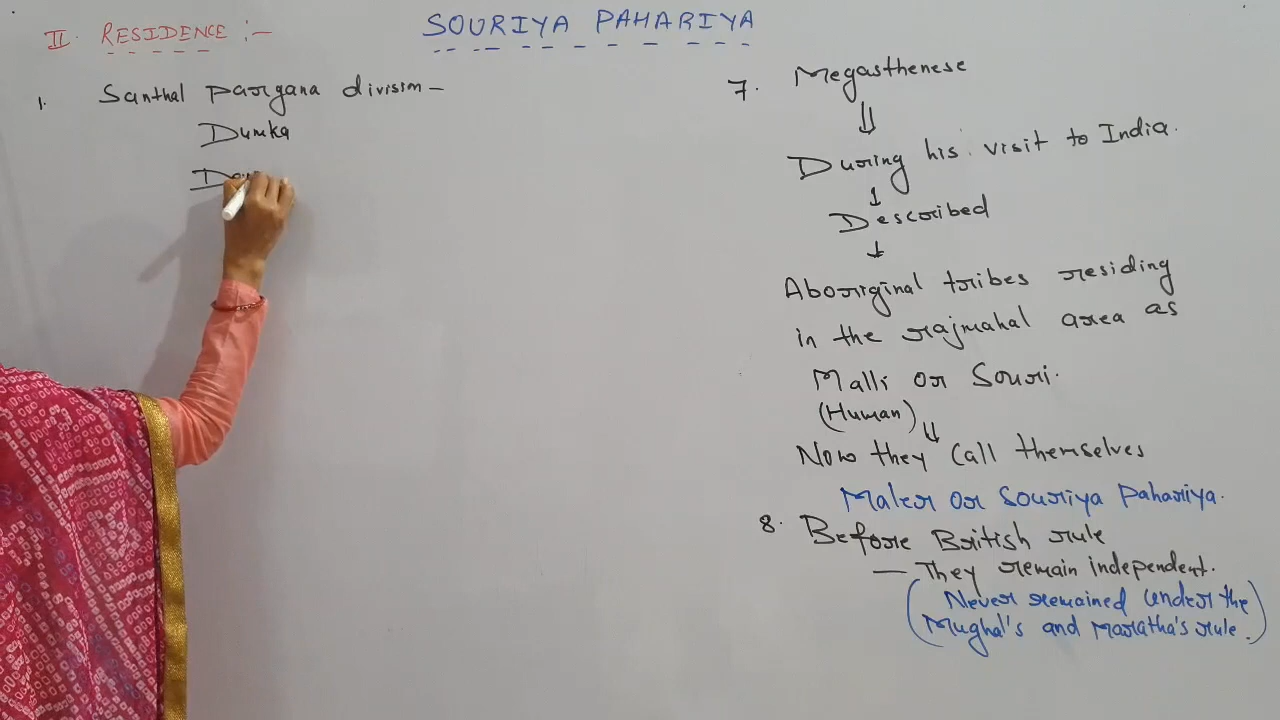 SOURIYA PAHARIYA
II. RESIDENCE :-
1. Santhal pargana division -
Dumka
7. Megasthenese
During his visit to India.
Described
Aboriginal tribes residing
in the rajmahal area as
Malli or Souri.
(Human)
Now they call themselves
Maler or Souriya Pahariya.
8. Before British rule
- They remain independent.
(Never remained under the
Mughal's and Maratha's rule.)